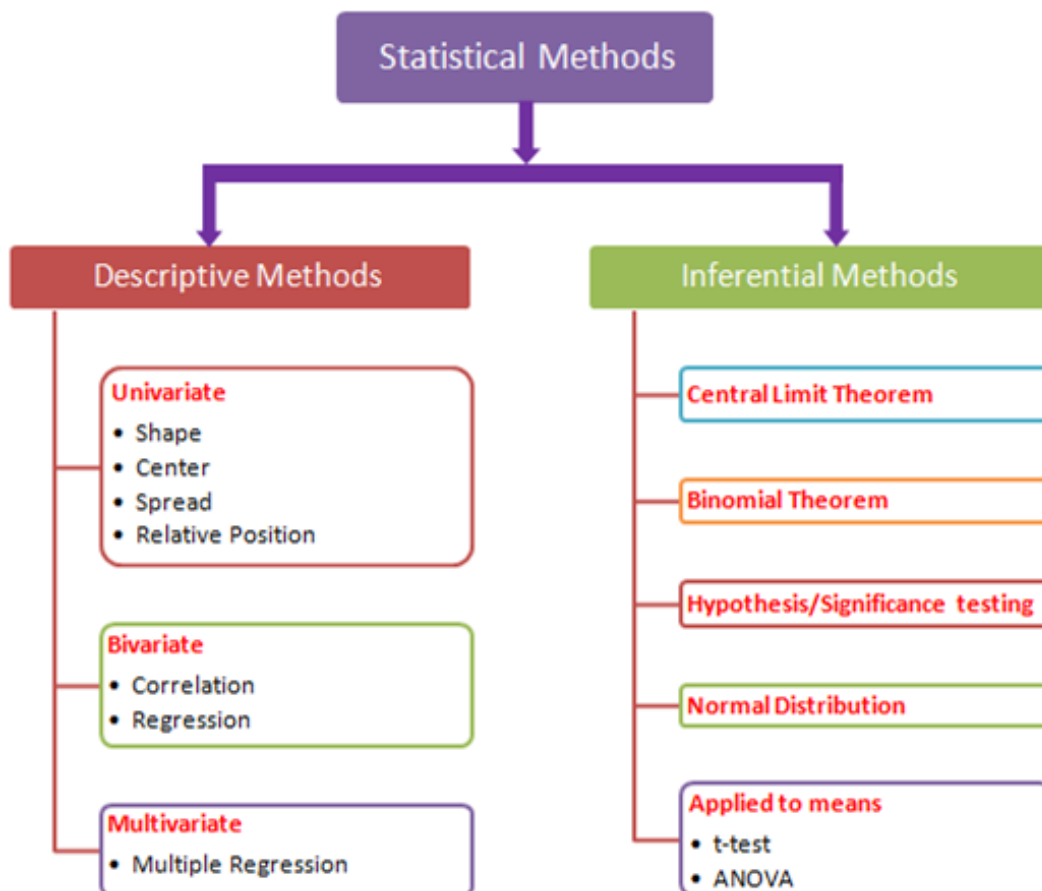 Statistical Methods
Descriptive Methods
Univariate
• Shape
• Center
• Spread
• Relative Position
Bivariate
• Correlation
• Regression
Multivariate
• Multiple Regression
Inferential Methods
Central Limit Theorem
Binomial Theorem
Hypothesis/Significance testing
Normal Distribution
Applied to means
• t-test
• ANOVA